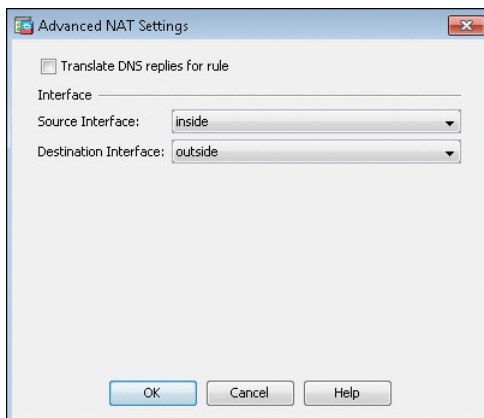 Advanced NAT Settings
Translate DNS replies for rule
Interface
Source Interface: inside
Destination Interface: outside
OK Cancel Help